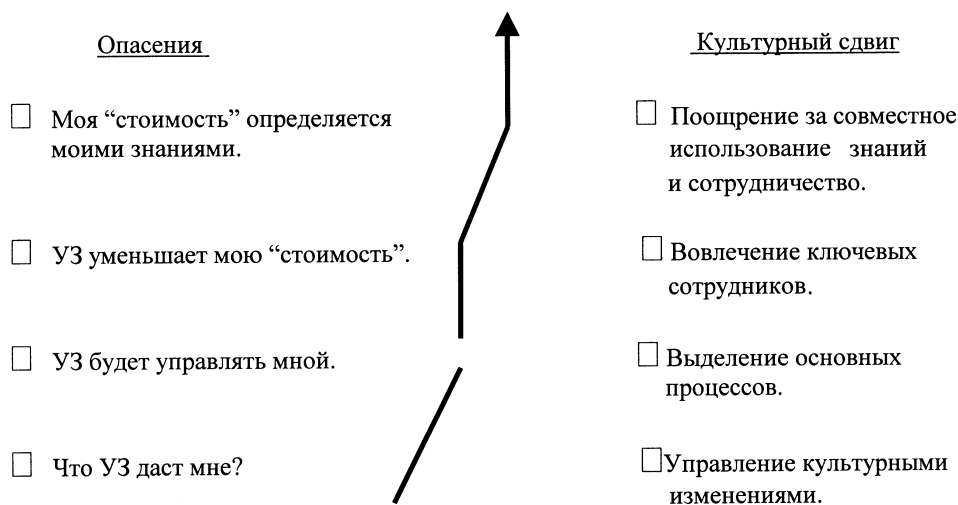 Опасения
Моя “стоимость” определяется
моими знаниями.
УЗ уменьшает мою “стоимость”.
УЗ будет управлять мной.
Что УЗ даст мне?
Культурный сдвиг
Поощрение за совместное
использование знаний
и сотрудничество.
Вовлечение ключевых
сотрудников.
Выделение основных
процессов.
Управление культурными
изменениями.